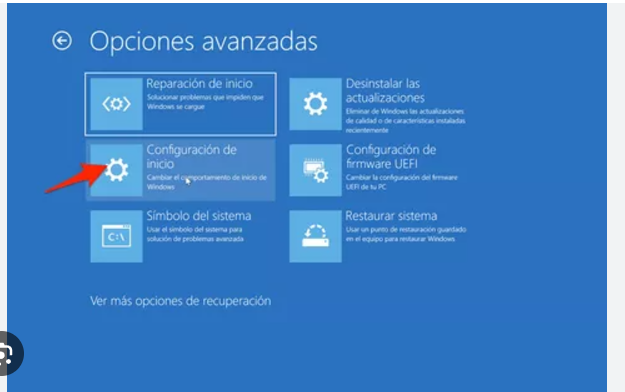 Opciones avanzadas
Reparación de inicio
Solucionar problemas que impiden que
Windows se cargue
Desinstalar las
actualizaciones
Eliminar de Windows las actualizaciones
de calidad o de características instaladas
recientemente
Configuración de
inicio
Cambiar el comportamiento de inicio de
Windows
Configuración de
firmware UEFI
Cambiar la configuración del firmware
UEFI de tu PC
Símbolo del sistema
Usar el símbolo del sistema para
solución de problemas avanzada
C:\
Restaurar sistema
Usar un punto de restauración guardado
en el equipo para restaurar Windows
Ver más opciones de recuperación